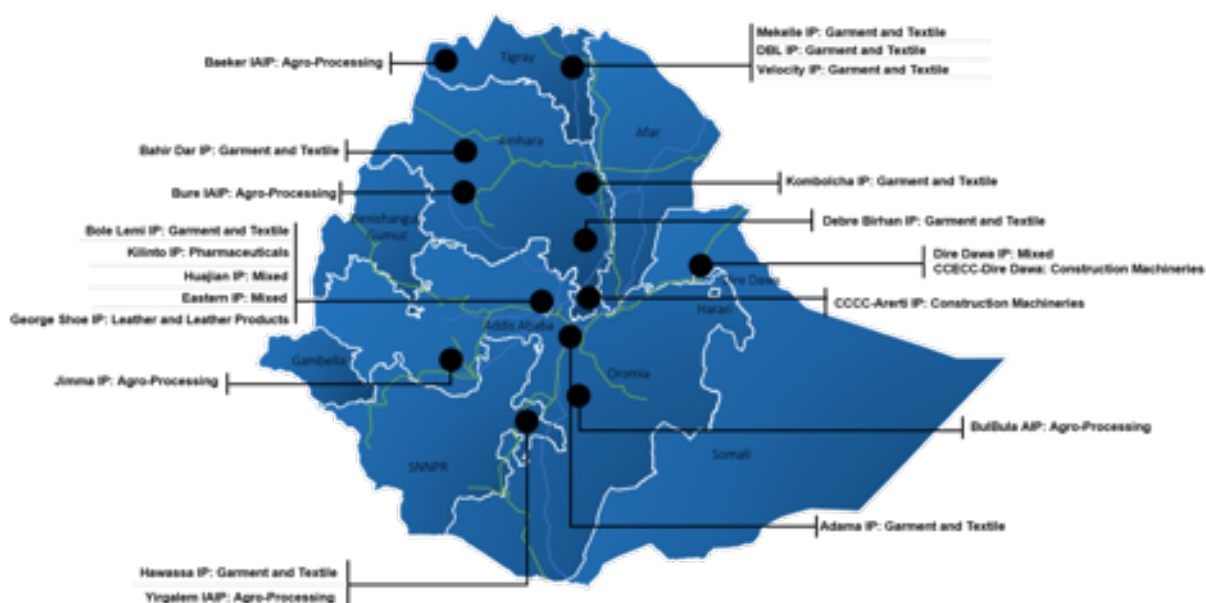 Mekelle IP: Garment and Textile
DBL IP: Garment and Textile
Velocity IP: Garment and Textile
Baeker IAIP: Agro-Processing
Tigray
Afar
Amhara
Bahir Dar IP: Garment and Textile
Kombolcha IP: Garment and Textile
Bure IAIP: Agro-Processing
Debre Birhan IP: Garment and Textile
Benishangul
Gumuz
Bole Lemi IP: Garment and Textile
Kilinto IP: Pharmaceuticals
Huajian IP: Mixed
Eastern IP: Mixed
George Shoe IP: Leather and Leather Products
Dire Dawa IP: Mixed
CCECC-Dire Dawa: Construction Machineries
Dire Dawa
Harari
CCCC-Arerti IP: Construction Machineries
Addis Ababa
Gambella
Jimma IP: Agro-Processing
Oromia
BulBula AIP: Agro-Processing
SNNPR
Somali
Adama IP: Garment and Textile
Hawassa IP: Garment and Textile
Yirgalem IAIP: Agro-Processing